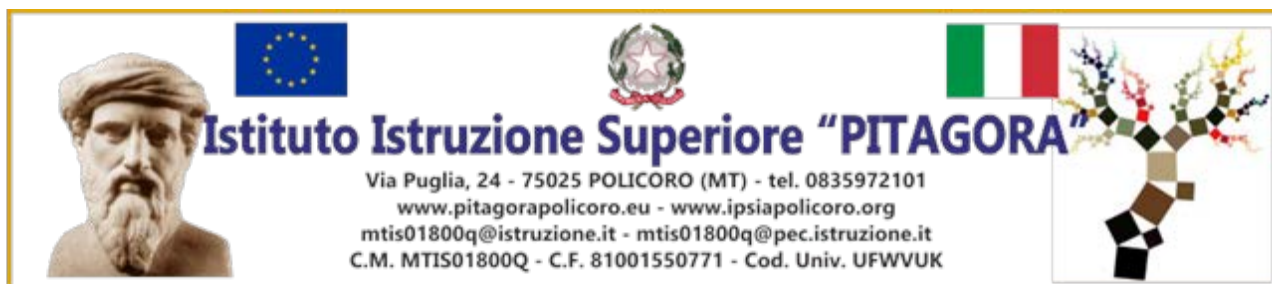 Istituto Istruzione Superiore “PITAGORA”
Via Puglia, 24 - 75025 POLICORO (MT) - tel. 0835972101
www.pitagorapolicoro.eu - www.ipsiapolicoro.org
mtis01800q@istruzione.it - mtis01800q@pec.istruzione.it
C.M. MTIS01800Q - C.F. 81001550771 - Cod. Univ. UFWVUK